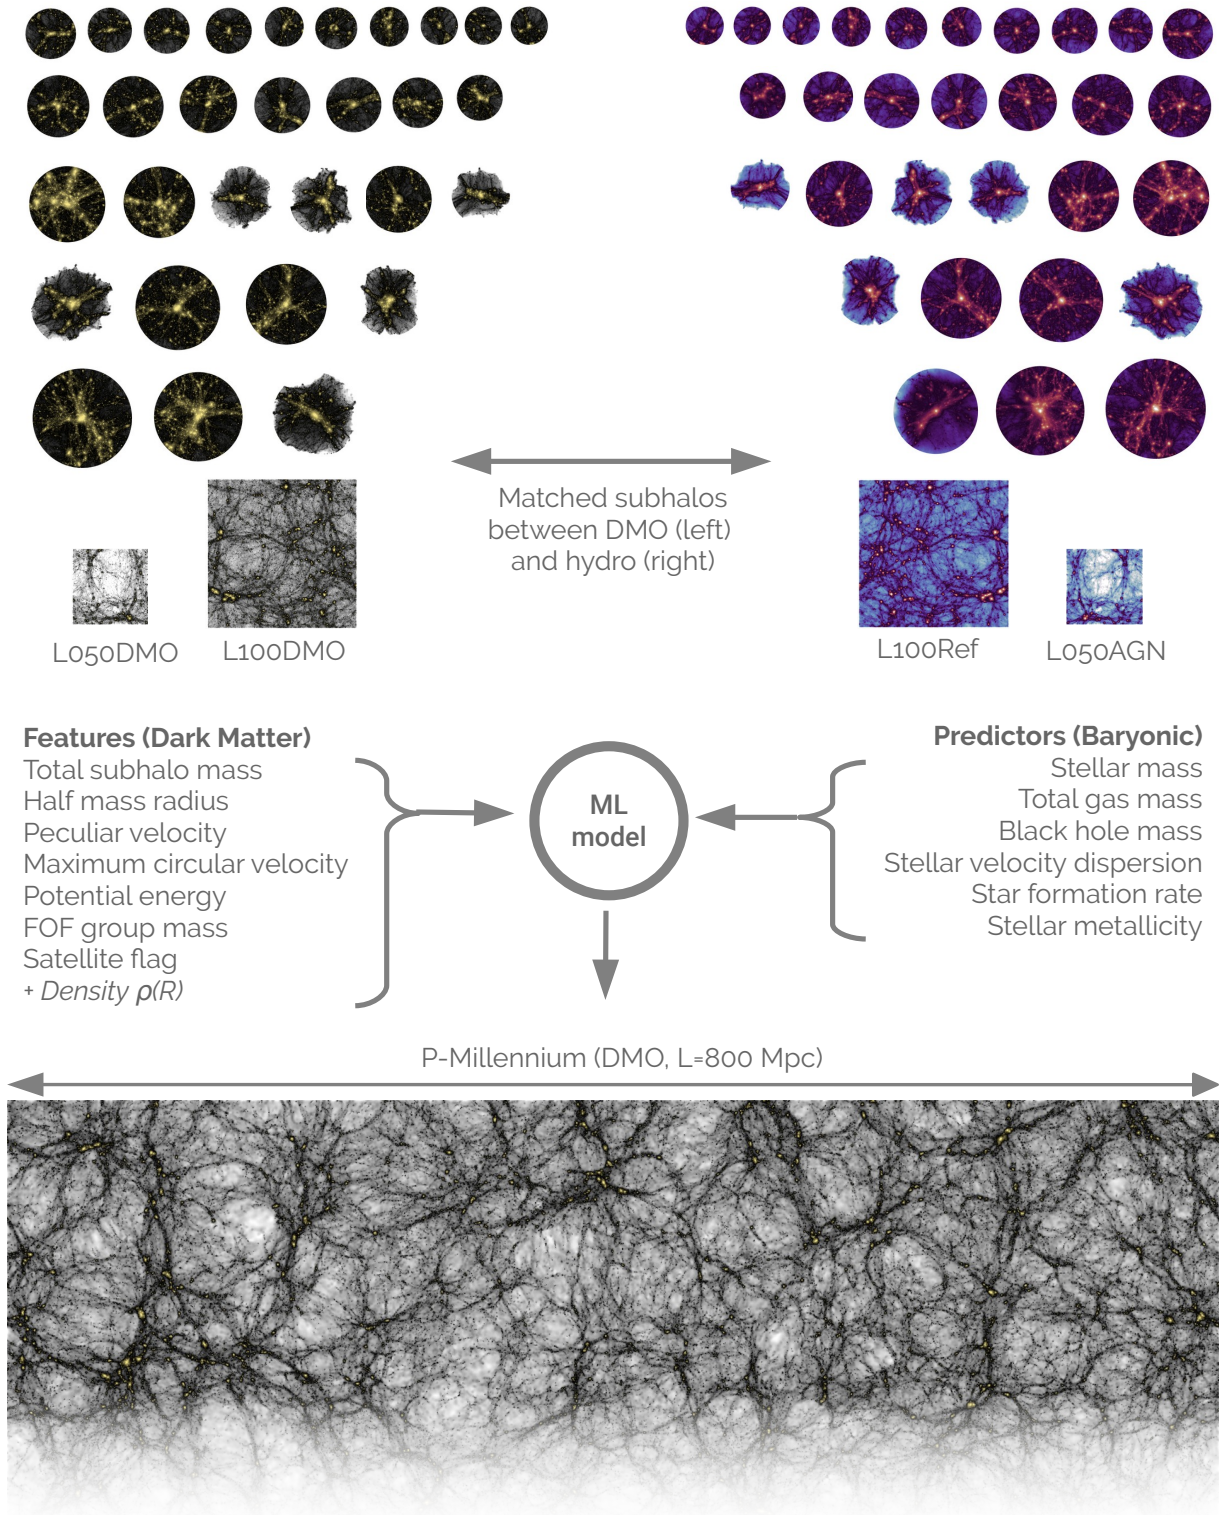 Matched subhalos
between DMO (left)
and hydro (right)
L050DMO
L100DMO
L100Ref
L050AGN
Features (Dark Matter)
Total subhalo mass
Half mass radius
Peculiar velocity
Maximum circular velocity
Potential energy
FOF group mass
Satellite flag
+ Density ρ(R)
ML
model
Predictors (Baryonic)
Stellar mass
Total gas mass
Black hole mass
Stellar velocity dispersion
Star formation rate
Stellar metallicity
P-Millennium (DMO, L=800 Mpc)